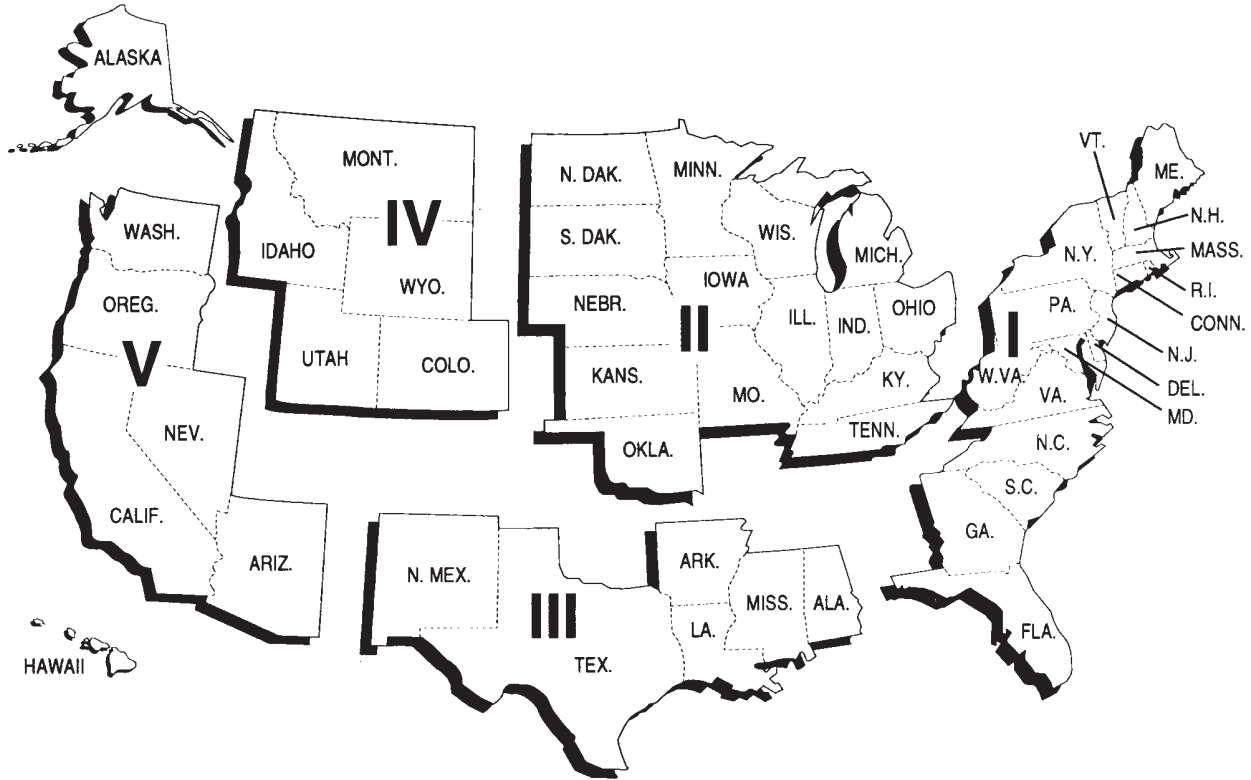 ALASKA
MONT.
IV
IDAHO
WYO.
UTAH
COLO.
WASH.
OREG.
V
NEV.
CALIF.
ARIZ.
HAWAII
N. DAK.
MINN.
S. DAK.
WIS.
MICH.
NEBR.
IOWA
II
ILL.
IND.
OHIO
KANS.
MO.
KY.
OKLA.
TENN.
N. MEX.
III
TEX.
ARK.
LA.
MISS.
ALA.
VT.
ME.
N.H.
MASS.
N.Y.
R.I.
CONN.
PA.
I
N.J.
DEL.
MD.
W.VA.
VA.
N.C.
S.C.
GA.
FLA.